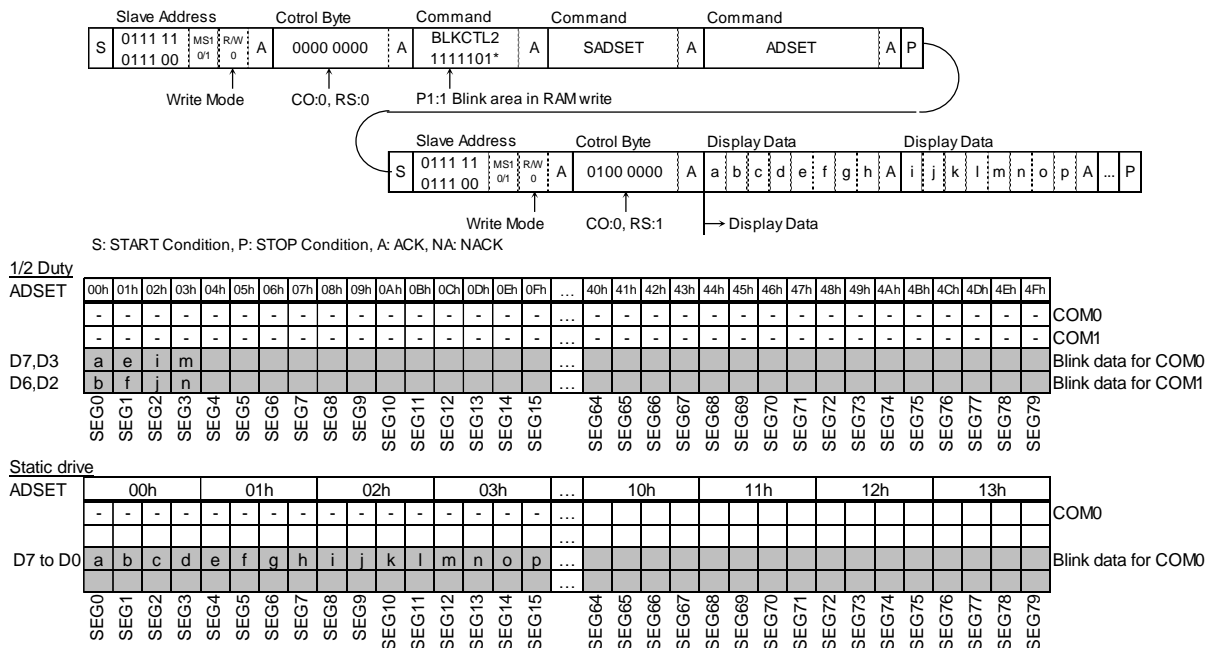 Slave Address Cotrol Byte Command Command Command
S 0111 11 0111 00 MS1 0/1 R/W 0 A 0000 0000 A BLKCTL2 1111101* A SADSET A ADSET A P
Write Mode CO:0, RS:0 P1:1 Blink area in RAM write
Slave Address Cotrol Byte Display Data Display Data
S 0111 11 0111 00 MS1 0/1 R/W 0 A 0100 0000 A a b c d e f g h A i j k l m n o p A ... P
Write Mode CO:0, RS:1 Display Data
S: START Condition, P: STOP Condition, A: ACK, NA: NACK
1/2 Duty
ADSET 00h 01h 02h 03h 04h 05h 06h 07h 08h 09h 0Ah 0Bh 0Ch 0Dh 0Eh 0Fh ... 40h 41h 42h 43h 44h 45h 46h 47h 48h 49h 4Ah 4Bh 4Ch 4Dh 4Eh 4Fh
- - - - - - - - - - - - - - - - ... - - - - - - - - - - - - - - - - COM0
- - - - - - - - - - - - - - - - ... - - - - - - - - - - - - - - - - COM1
D7,D3 a e i m ... Blink data for COM0
D6,D2 b f j n ... Blink data for COM1
SEG0 SEG1 SEG2 SEG3 SEG4 SEG5 SEG6 SEG7 SEG8 SEG9 SEG10 SEG11 SEG12 SEG13 SEG14 SEG15 SEG64 SEG65 SEG66 SEG67 SEG68 SEG69 SEG70 SEG71 SEG72 SEG73 SEG74 SEG75 SEG76 SEG77 SEG78 SEG79
Static drive
ADSET 00h 01h 02h 03h ... 10h 11h 12h 13h
- - - - - - - - - - - - - - - - ... COM0
...
D7 to D0 a b c d e f g h i j k l m n o p ... Blink data for COM0
...
SEG0 SEG1 SEG2 SEG3 SEG4 SEG5 SEG6 SEG7 SEG8 SEG9 SEG10 SEG11 SEG12 SEG13 SEG14 SEG15 SEG64 SEG65 SEG66 SEG67 SEG68 SEG69 SEG70 SEG71 SEG72 SEG73 SEG74 SEG75 SEG76 SEG77 SEG78 SEG79